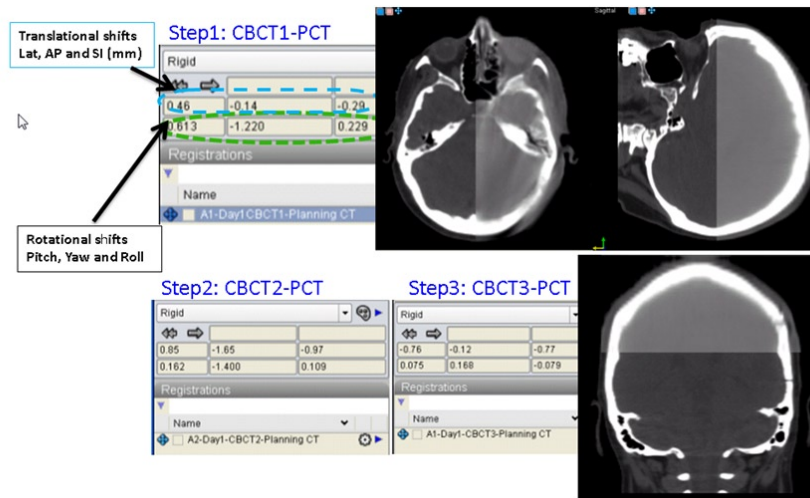 Translational shifts
Lat, AP and SI (mm)
Step1: CBCT1-PCT
Rigid
0.46 -0.14 -0.29
0.613 -1.220 0.229
Registrations
Name
A1-Day1CBCT1-Planning CT
Rotational shifts
Pitch, Yaw and Roll
Sagittal
Step2: CBCT2-PCT
Rigid
0.85 -1.65 -0.97
0.162 -1.400 0.109
Registrations
Name
A2-Day1-CBCT2-Planning CT
Step3: CBCT3-PCT
Rigid
-0.76 -0.12 -0.77
0.075 0.168 -0.079
Registrations
Name
A1-Day1-CBCT3-Planning CT